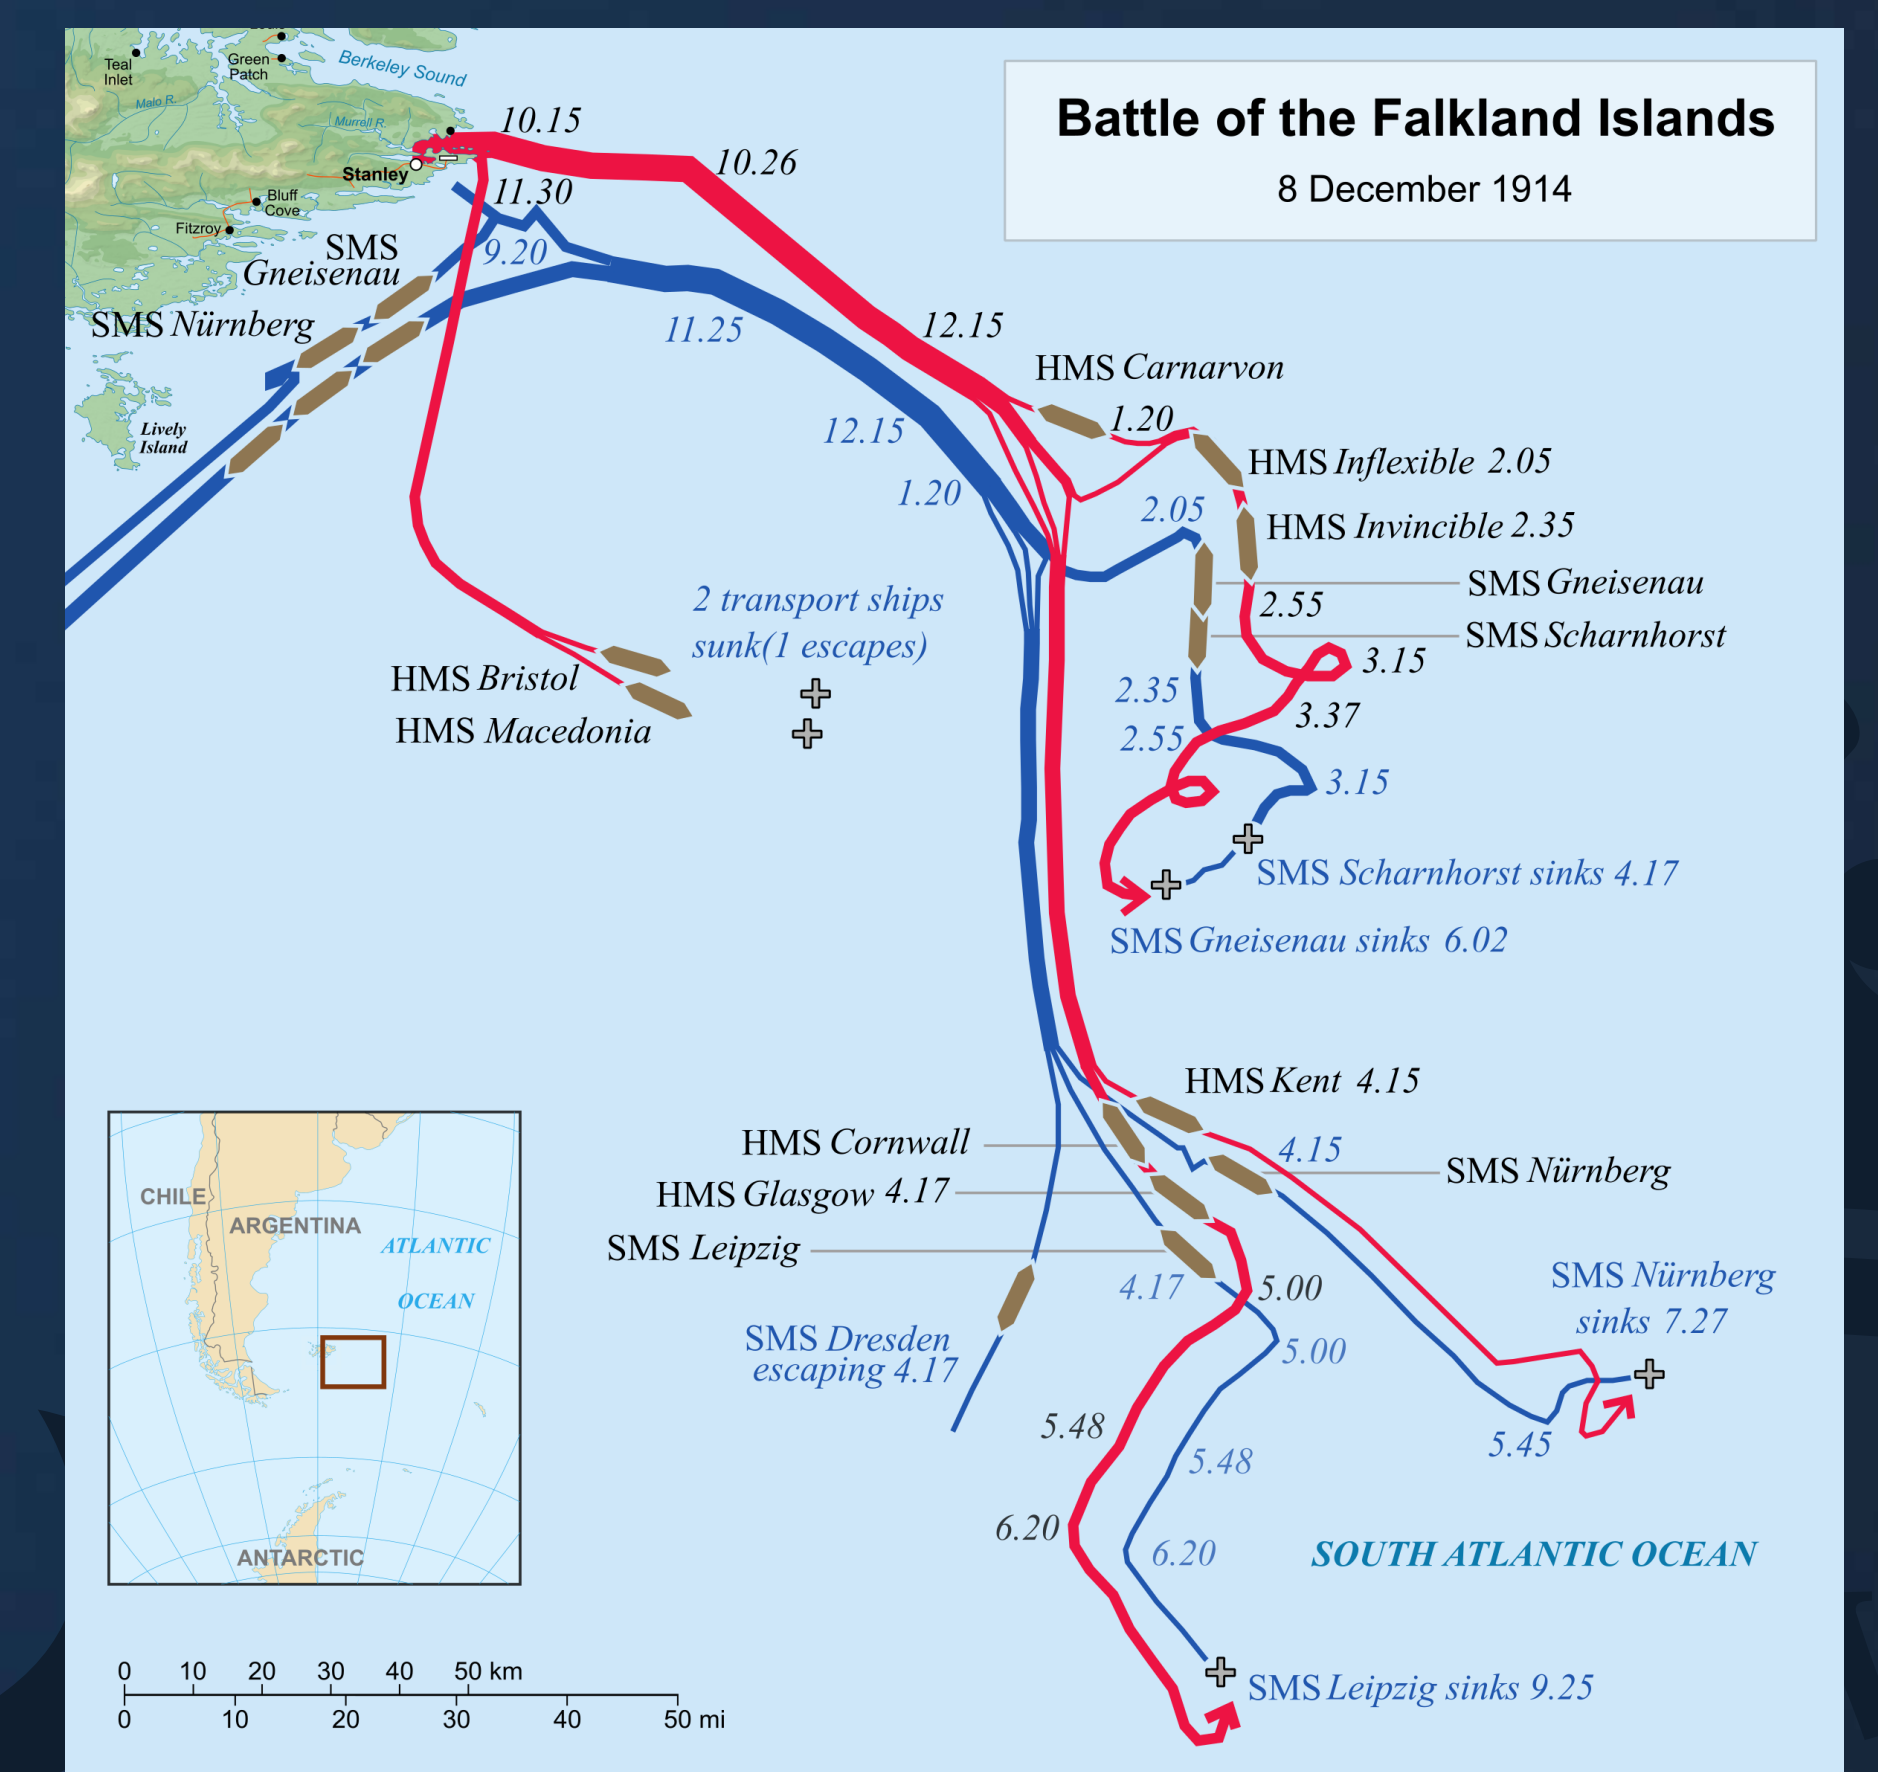 Battle of the Falkland Islands
8 December 1914
Teal
Inlet
Green
Patch
Berkeley Sound
Malo R.
Murrell R.
Stanley
Bluff
Cove
Fitzroy
Lively
Island
10.15
10.26
11.30
9.20
SMS
Gneisenau
SMS Nürnberg
11.25
12.15
12.15
1.20
HMS Carnarvon
1.20
HMS Inflexible 2.05
2.05
HMS Invincible 2.35
SMS Gneisenau
2.55
SMS Scharnhorst
3.15
2.35
3.37
2.55
3.15
2 transport ships
sunk(1 escapes)
HMS Bristol
HMS Macedonia
SMS Scharnhorst sinks 4.17
SMS Gneisenau sinks 6.02
HMS Kent 4.15
HMS Cornwall
4.15
SMS Nürnberg
HMS Glasgow 4.17
SMS Leipzig
4.17
5.00
SMS Nürnberg
sinks 7.27
SMS Dresden
escaping 4.17
5.00
5.48
5.48
5.45
6.20
6.20
SOUTH ATLANTIC OCEAN
SMS Leipzig sinks 9.25
CHILE
ARGENTINA
ATLANTIC
OCEAN
ANTARCTIC
0 10 20 30 40 50 km
0 10 20 30 40 50 mi